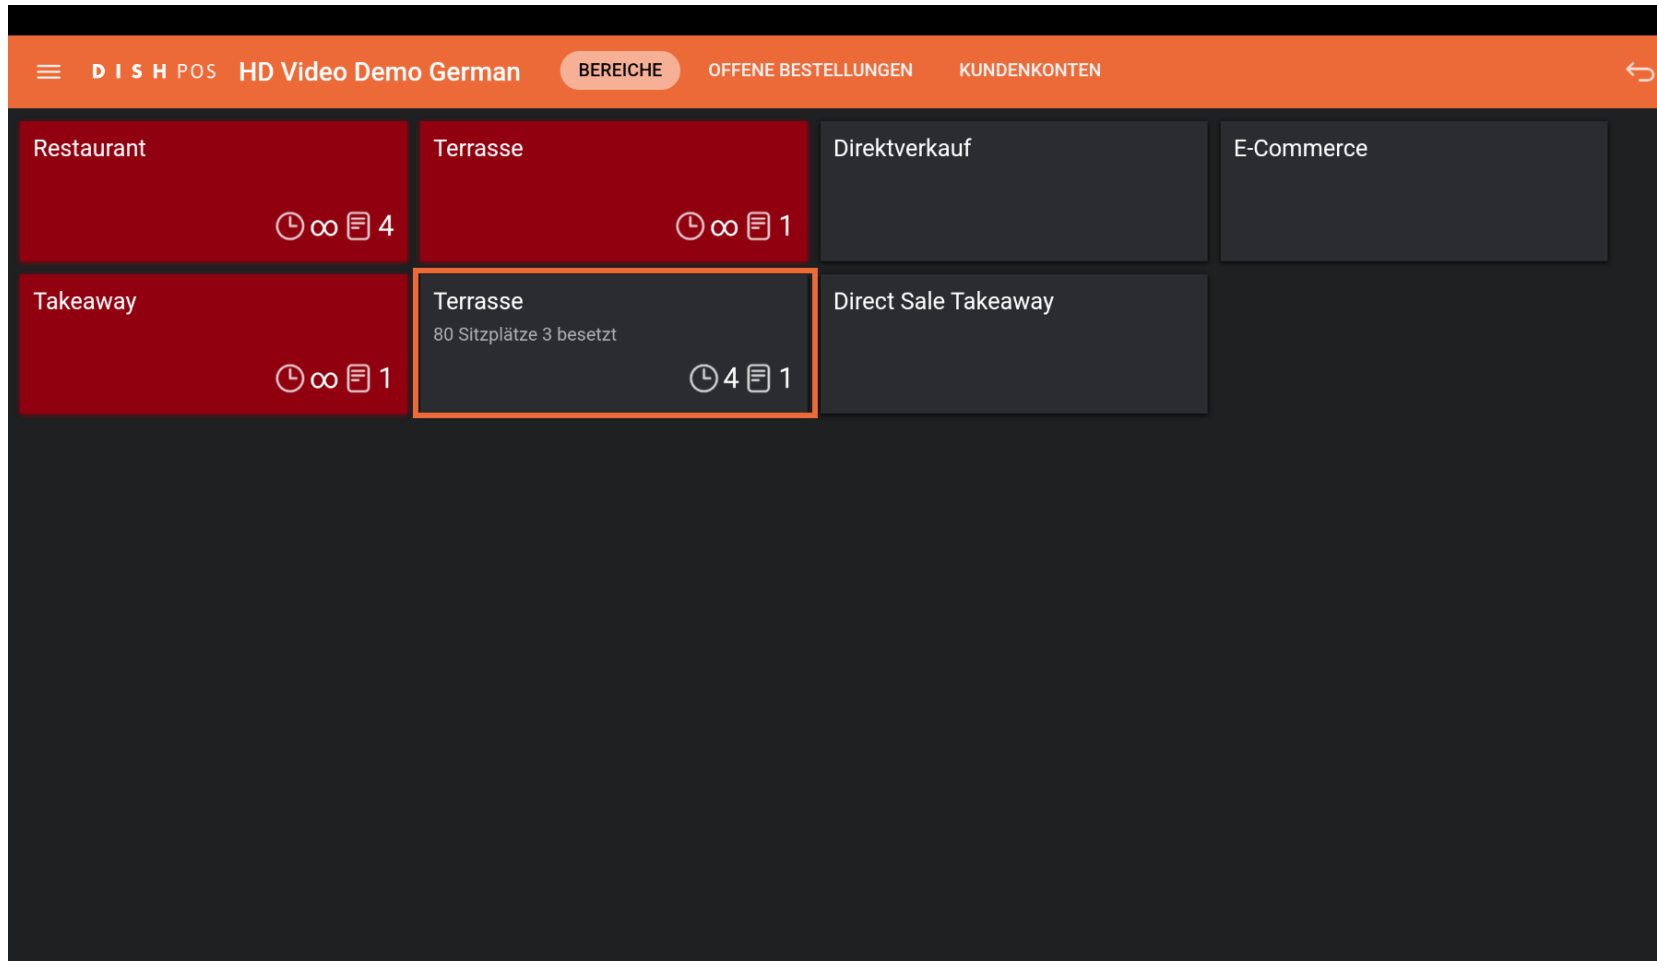 DISH POS HD Video Demo German BEREICHE OFFENE BESTELLUNGEN KUNDENKONTEN
Restaurant
∞ 4
Terrasse
∞ 1
Direktverkauf
E-Commerce
Takeaway
∞ 1
Terrasse
80 Sitzplätze 3 besetzt
4 1
Direct Sale Takeaway